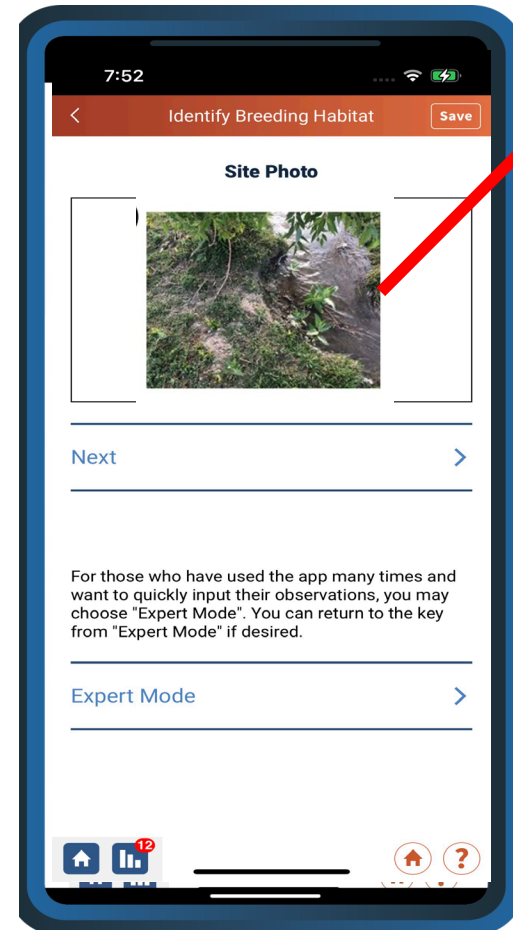 7:52
Identify Breeding Habitat
Save
Site Photo
Next
For those who have used the app many times and
want to quickly input their observations, you may
choose "Expert Mode". You can return to the key
from "Expert Mode" if desired.
Expert Mode
12
?